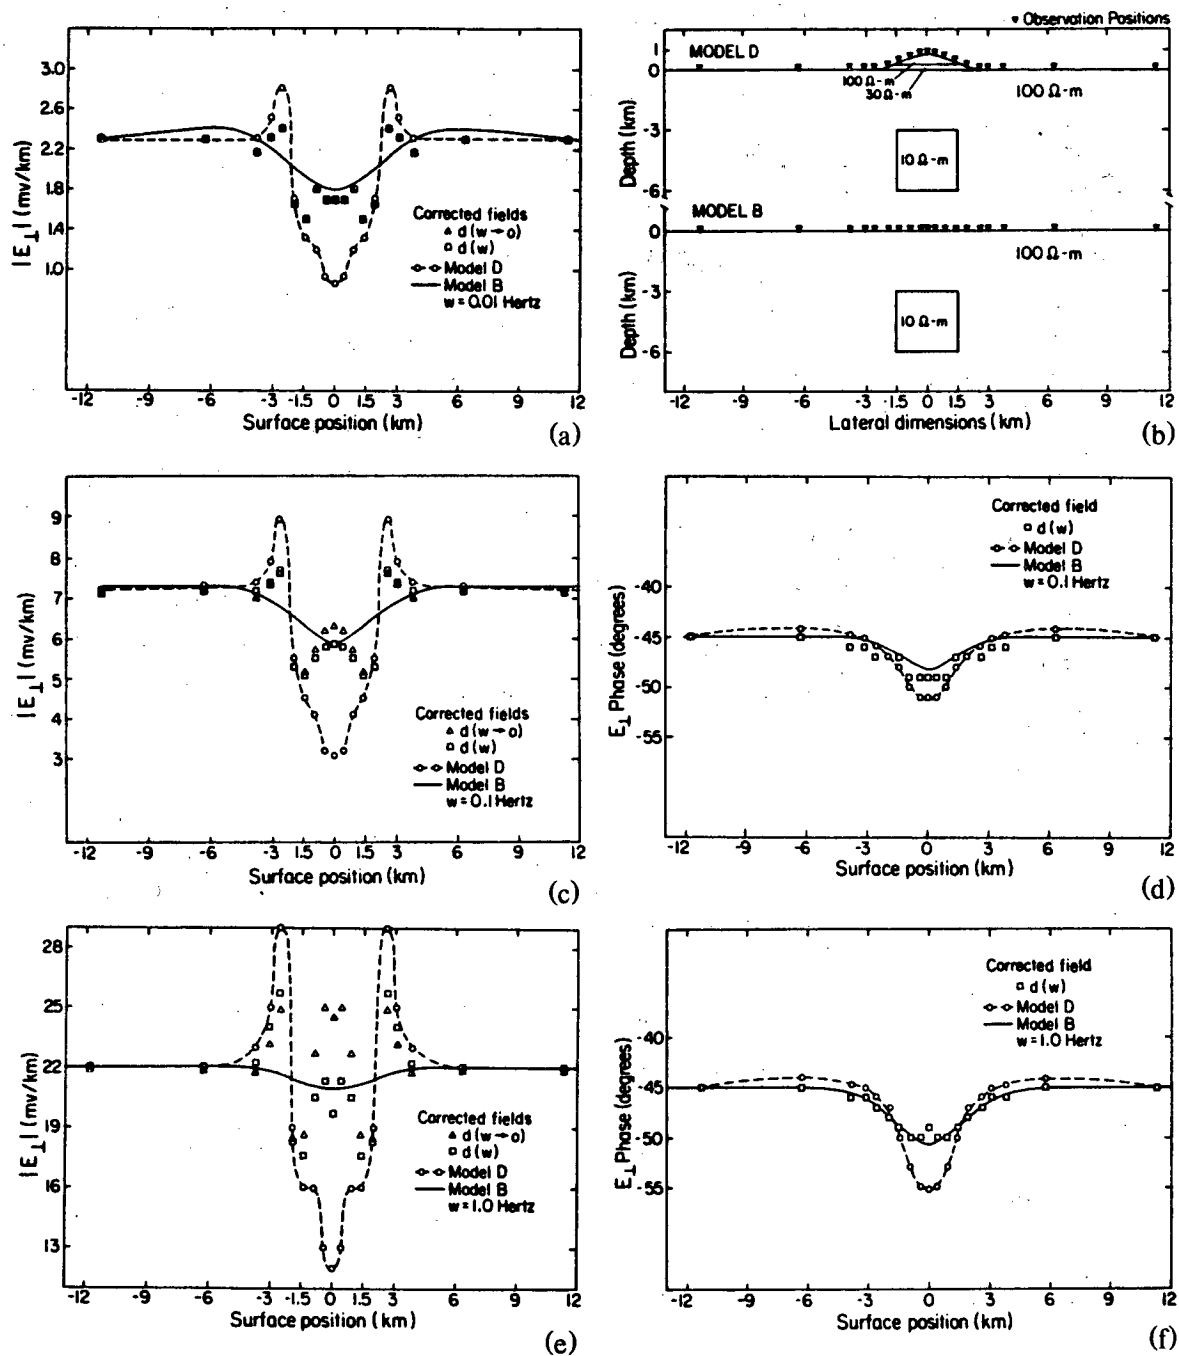 3.0
2.6
2.2
1.8
1.4
1.0
|E⊥| (mv/km)
Corrected fields
△ d(w→o)
□ d(w)
o-o Model D
— Model B
w = 0.01 Hertz
-12 -9 -6 -3 -1.5 0 1.5 3 6 9 12
Surface position (km)
(a)
▾ Observation Positions
MODEL D
1
0
-3
-6
Depth (km)
100 Ω-m
30 Ω-m
100 Ω-m
10 Ω-m
MODEL B
0
-3
-6
Depth (km)
100 Ω-m
10 Ω-m
-12 -9 -6 -3 -1.5 0 1.5 3 6 9 12
Lateral dimensions (km)
(b)
9
8
7
6
5
4
3
|E⊥| (mv/km)
Corrected fields
△ d(w→o)
□ d(w)
o-o Model D
— Model B
w = 0.1 Hertz
-12 -9 -6 -3 -1.5 0 1.5 3 6 9 12
Surface position (km)
(c)
-40
-45
-50
-55
E⊥ Phase (degrees)
Corrected field
□ d(w)
o-o Model D
— Model B
w = 0.1 Hertz
-12 -9 -6 -3 0 3 6 9 12
Surface position (km)
(d)
28
25
22
19
16
13
|E⊥| (mv/km)
Corrected fields
△ d(w→o)
□ d(w)
o-o Model D
— Model B
w = 1.0 Hertz
-12 -9 -6 -3 -1.5 0 1.5 3 6 9 12
Surface position (km)
(e)
-40
-45
-50
-55
E⊥ Phase (degrees)
Corrected field
□ d(w)
o-o Model D
— Model B
w = 1.0 Hertz
-12 -9 -6 -3 0 3 6 9 12
Surface position (km)
(f)